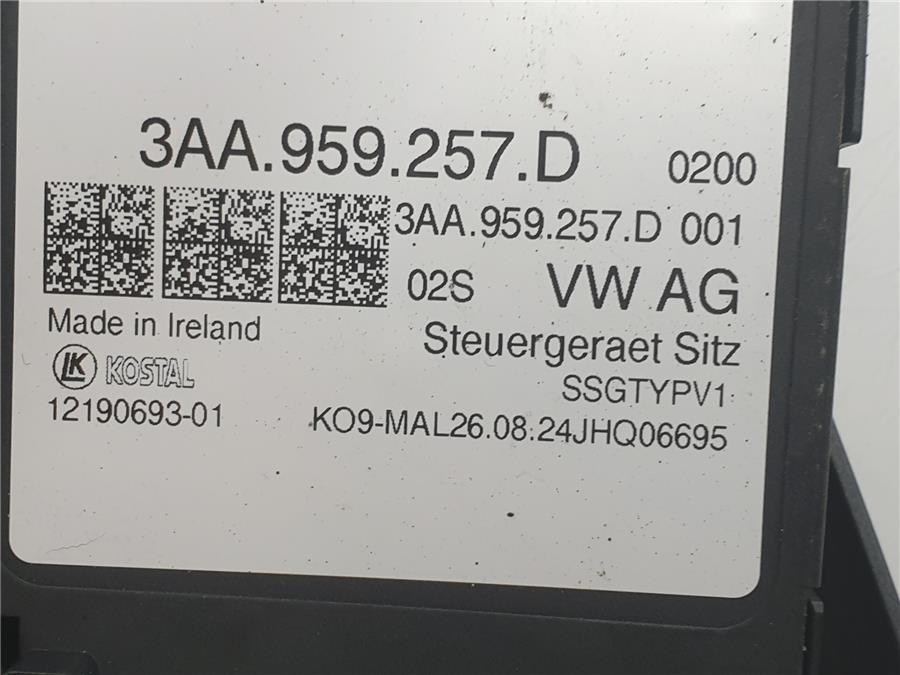 3AA.959.257.D 0200
3AA.959.257.D 001
02S VW AG
Made in Ireland
Steuergeraet Sitz
LK KOSTAL
SSGTYPV1
12190693-01
KO9-MAL26.08.24JHQ06695